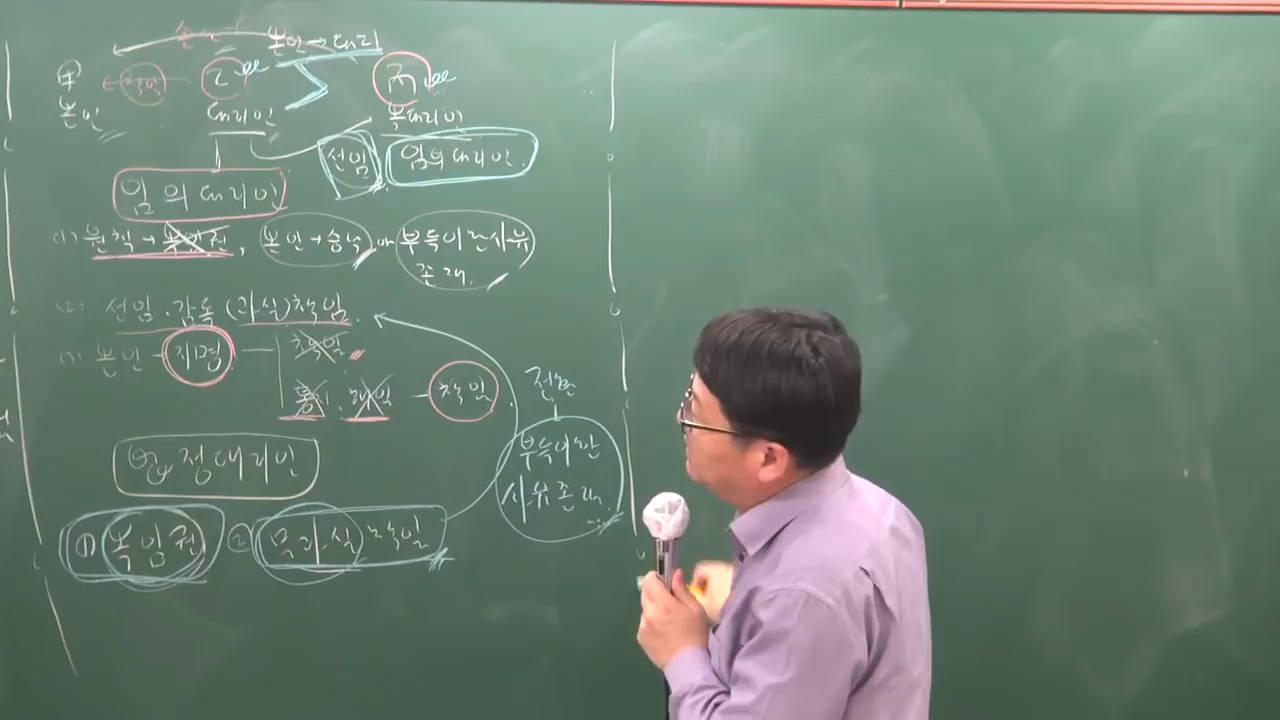 본인→대리
甲 책임 乙 丙
본인 대리인 복대리인
선임 임의대리인
임의대리인
(1) 원칙→복임권, 본인→승낙 or 부득이한 사유
존재.
(2) 선임.감독 (과실)책임.
(3) 본인-지명 책임
통지. 해임 - 책임
전환
법정대리인 부득이한
사유존재.
① 복임권 ② 무과실책임